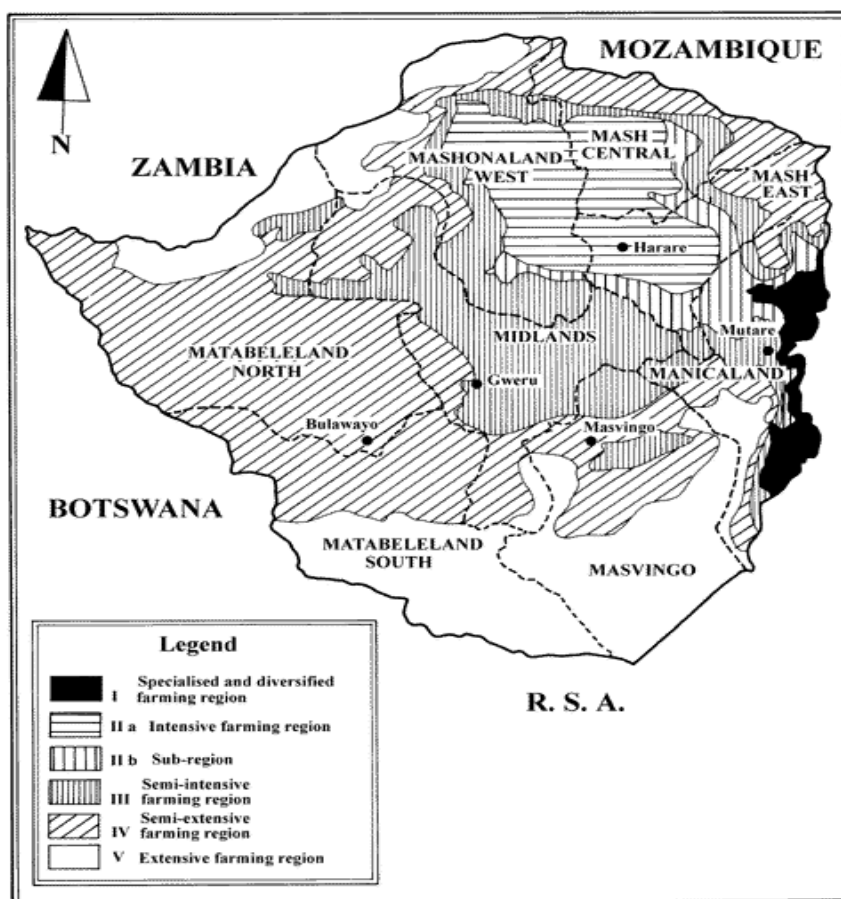 MOZAMBIQUE
N
ZAMBIA
MASHONALAND
WEST
MASH
CENTRAL
MASH
EAST
Harare
MIDLANDS
Mutare
MANICALAND
MATABELELAND
NORTH
Gweru
Bulawayo
Masvingo
BOTSWANA
MATABELELAND
SOUTH
MASVINGO
R. S. A.
Legend
I Specialised and diversified
farming region
II a Intensive farming region
II b Sub-region
III Semi-intensive
farming region
IV Semi-extensive
farming region
V Extensive farming region